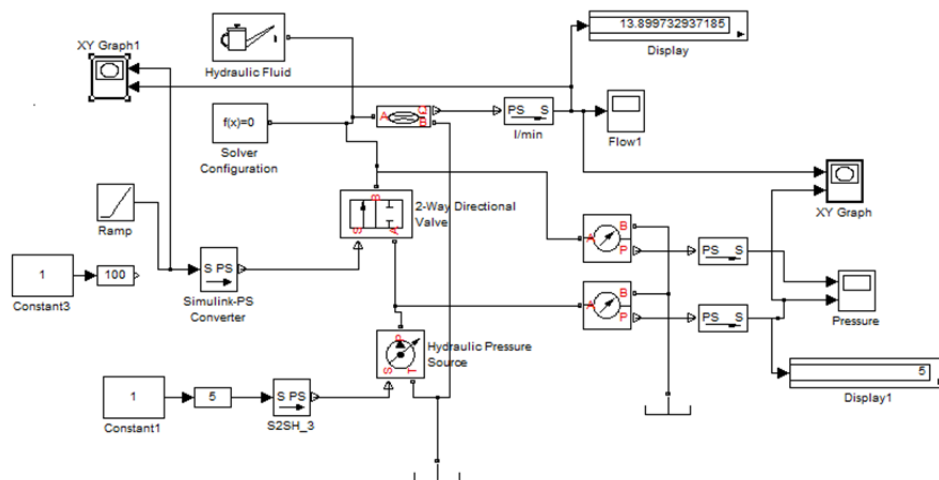 XY Graph1
Hydraulic Fluid
13.899732937185
Display
f(x)=0
Solver
Configuration
A
C
B
PS S
l/min
Flow1
XY Graph
Ramp
B
S
A
2-Way Directional
Valve
A
B
P
PS S
1
Constant3
100
S PS
Simulink-PS
Converter
A
B
P
PS S
Pressure
P
S
T
Hydraulic Pressure
Source
1
Constant1
5
S PS
S2SH_3
5
Display1